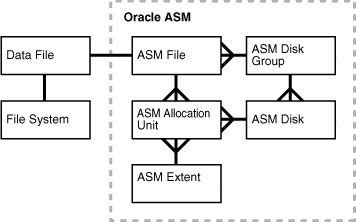 Oracle ASM
Data File
ASM File
ASM Disk
Group
File System
ASM Allocation
Unit
ASM Disk
ASM Extent